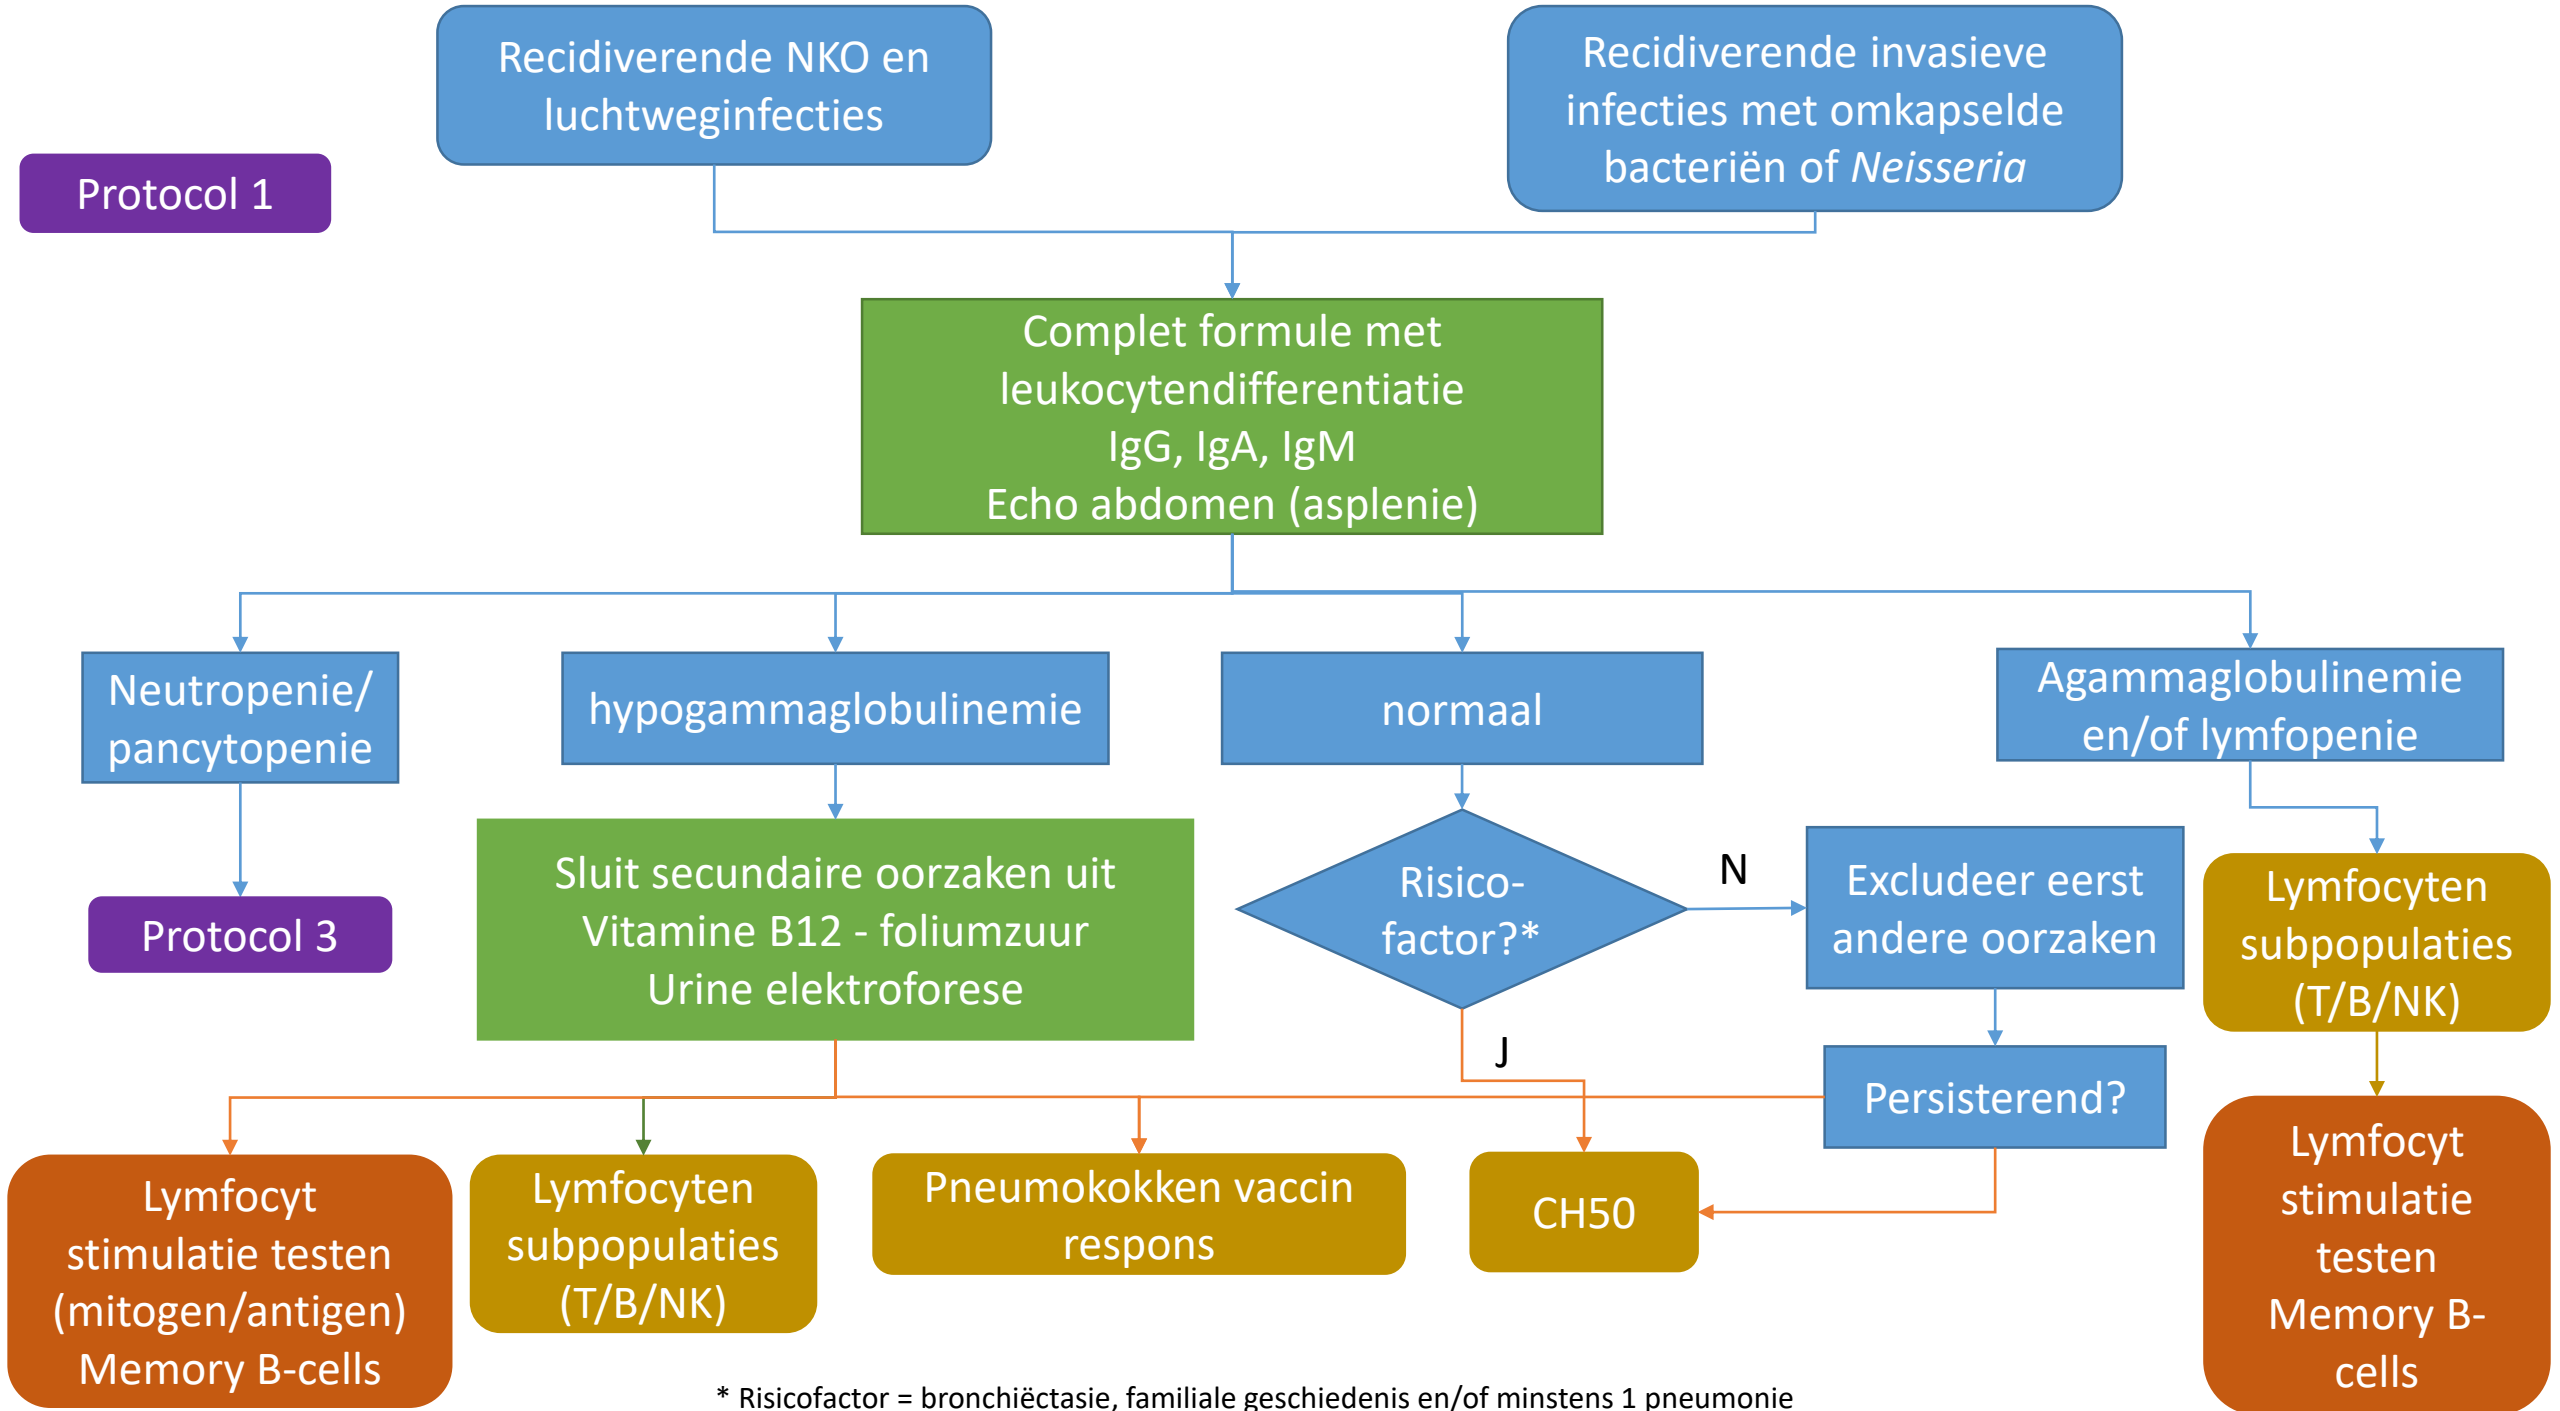 Recidiverende NKO en
luchtweginfecties
Recidiverende invasieve
infecties met omkapselde
bacteriën of Neisseria
Protocol 1
Complet formule met
leukocytendifferentiatie
IgG, IgA, IgM
Echo abdomen (asplenie)
Neutropenie/
pancytopenie
hypogammaglobulinemie
normaal
Agammaglobulinemie
en/of lymfopenie
Protocol 3
Sluit secundaire oorzaken uit
Vitamine B12 - foliumzuur
Urine elektroforese
Risico-
factor?*
N
J
Excludeer eerst
andere oorzaken
Lymfocyten
subpopulaties
(T/B/NK)
Persisterend?
Lymfocyt
stimulatie testen
(mitogen/antigen)
Memory B-cells
Lymfocyten
subpopulaties
(T/B/NK)
Pneumokokken vaccin
respons
CH50
Lymfocyt
stimulatie
testen
Memory B-
cells
* Risicofactor = bronchiëctasie, familiale geschiedenis en/of minstens 1 pneumonie